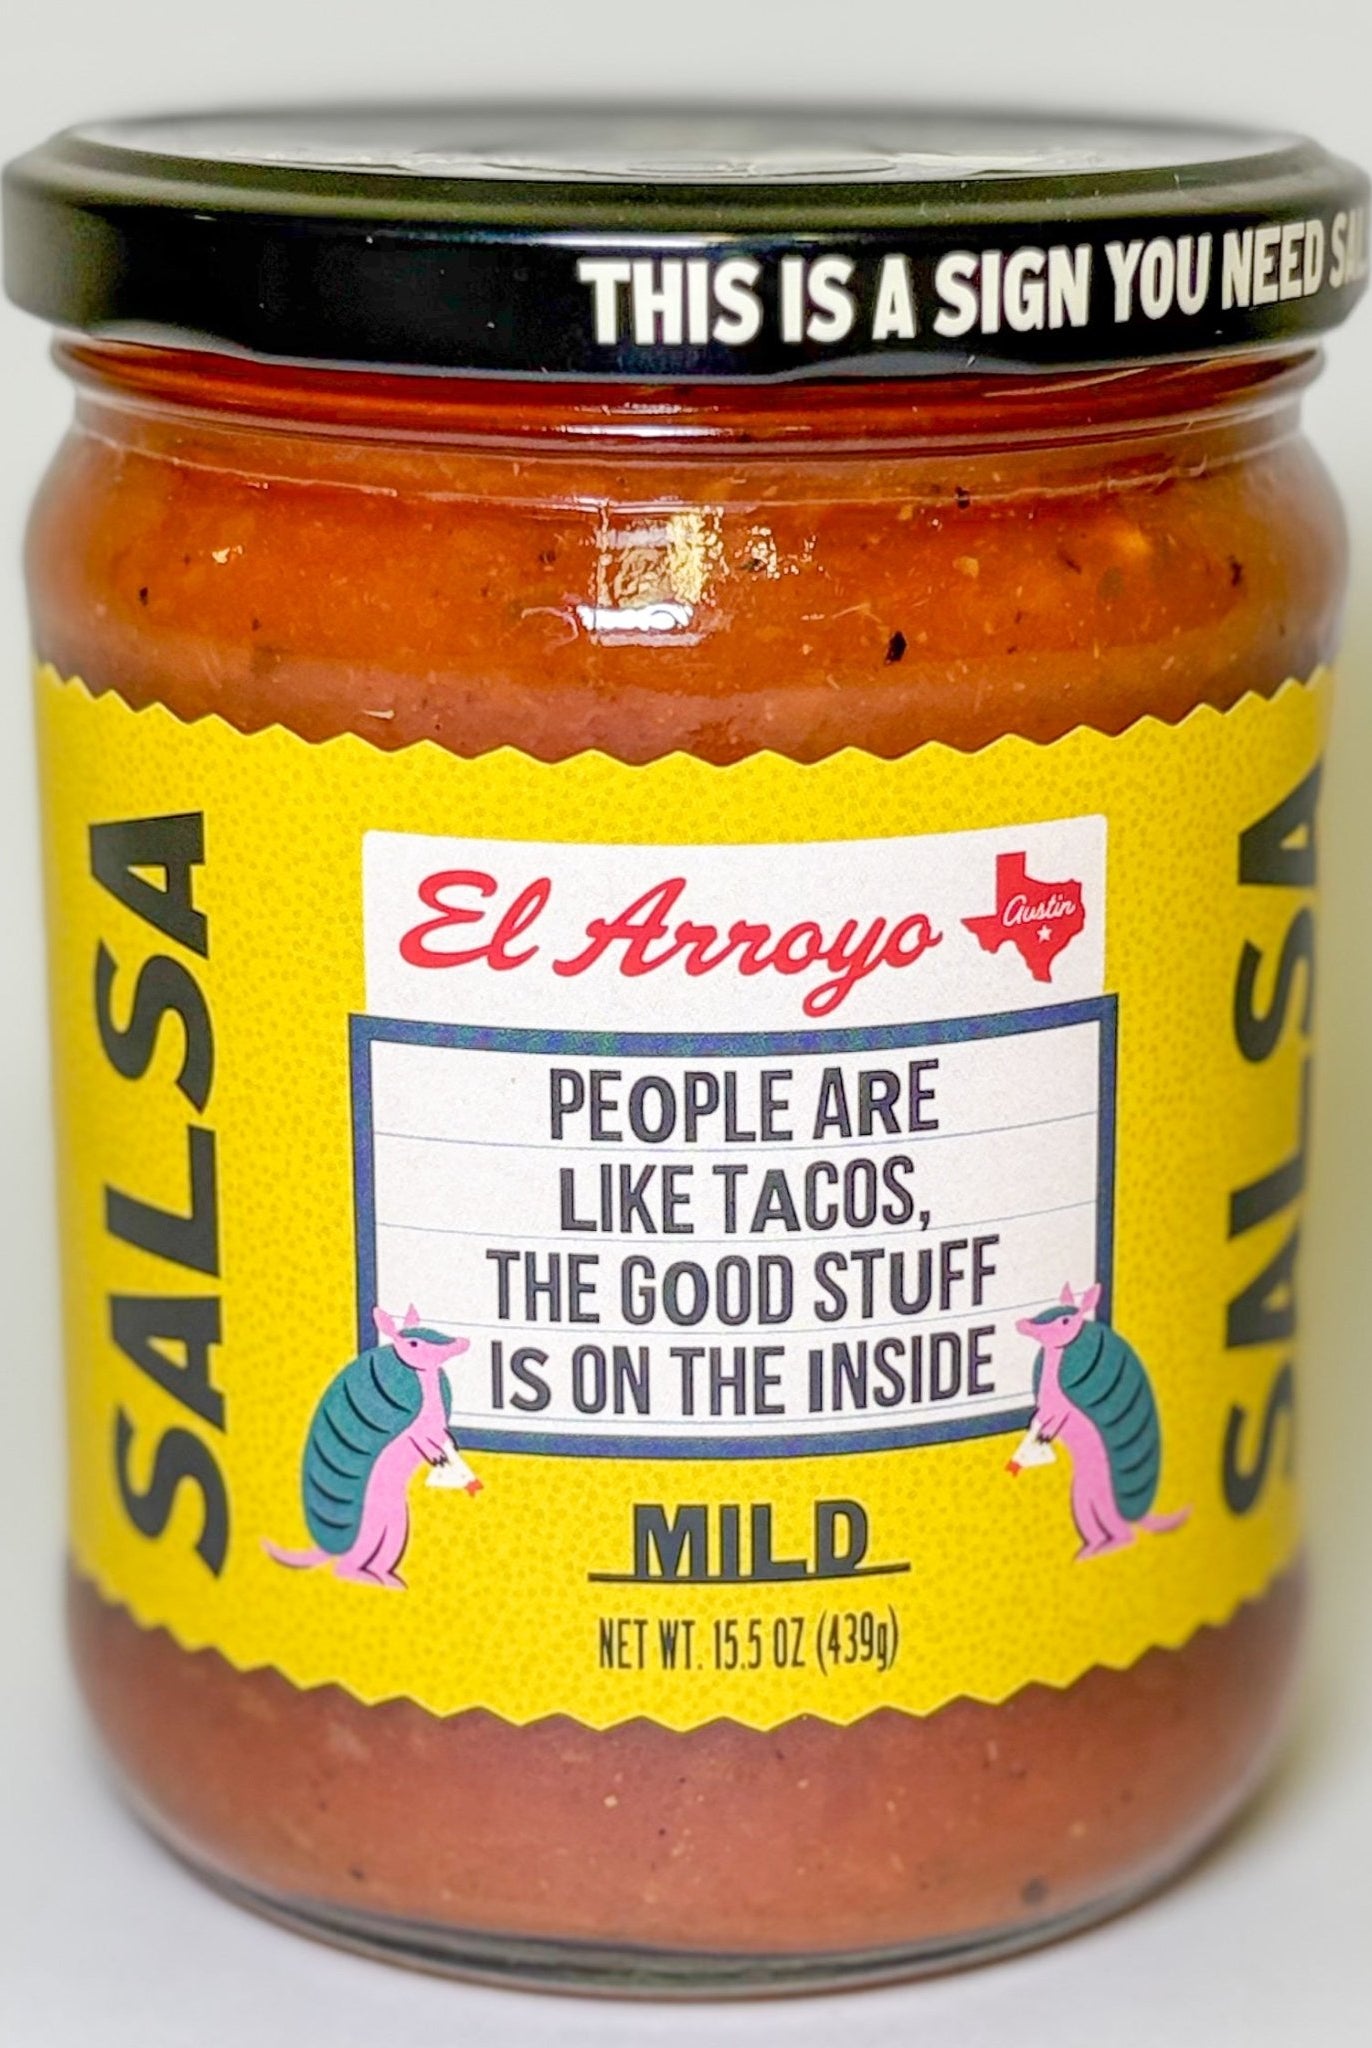 THIS IS A SIGN YOU NEED
SALSA
El Arroyo
Austin
PEOPLE ARE
LIKE TACOS,
THE GOOD STUFF
IS ON THE INSIDE
MILD
NET WT. 15.5 OZ (439g)
SALSA